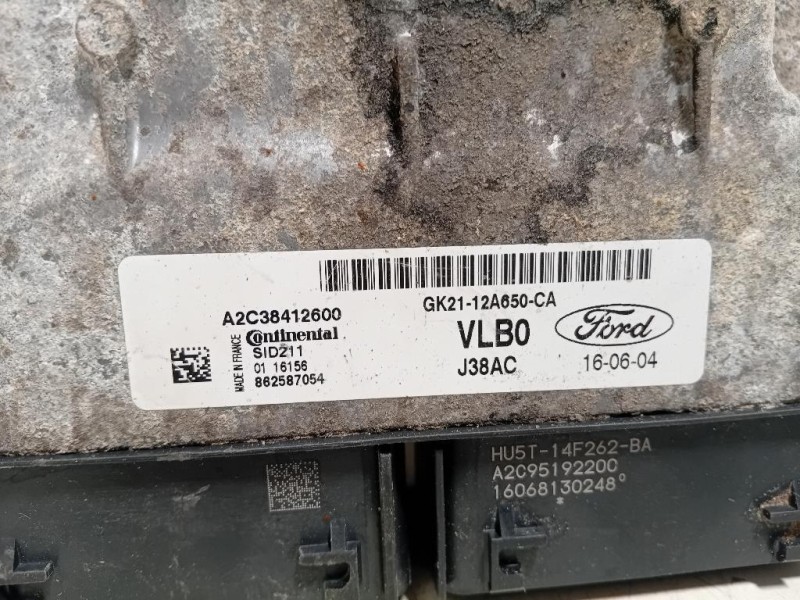 A2C38412600
MADE IN FRANCE
Continental
SID211
01 16156
862587054
GK21-12A650-CA
VLB0
J38AC
Ford
16-06-04
HU5T-14F262-BA
A2C95192200
16068130248